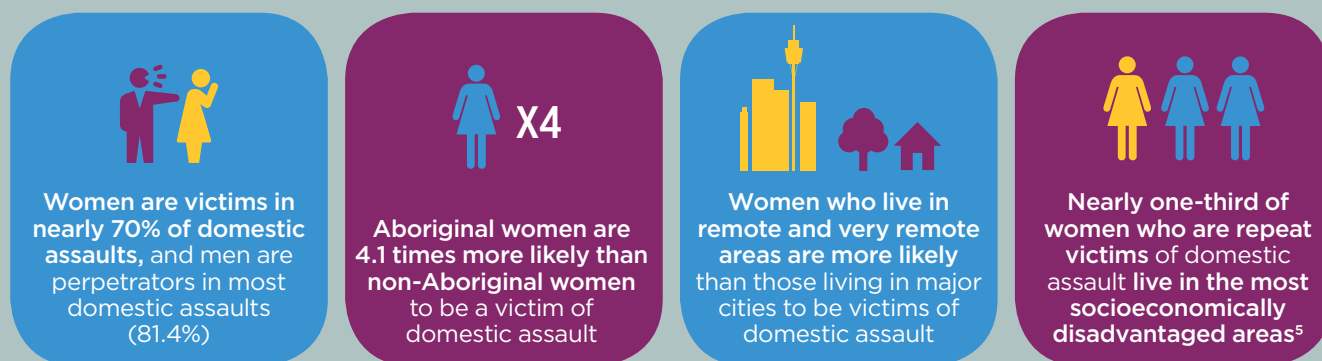 Women are victims in
nearly 70% of domestic
assaults, and men are
perpetrators in most
domestic assaults
(81.4%)
X4
Aboriginal women are
4.1 times more likely than
non-Aboriginal women
to be a victim of
domestic assault
Women who live in
remote and very remote
areas are more likely
than those living in major
cities to be victims of
domestic assault
Nearly one-third of
women who are repeat
victims of domestic
assault live in the most
socioeconomically
disadvantaged areas⁵